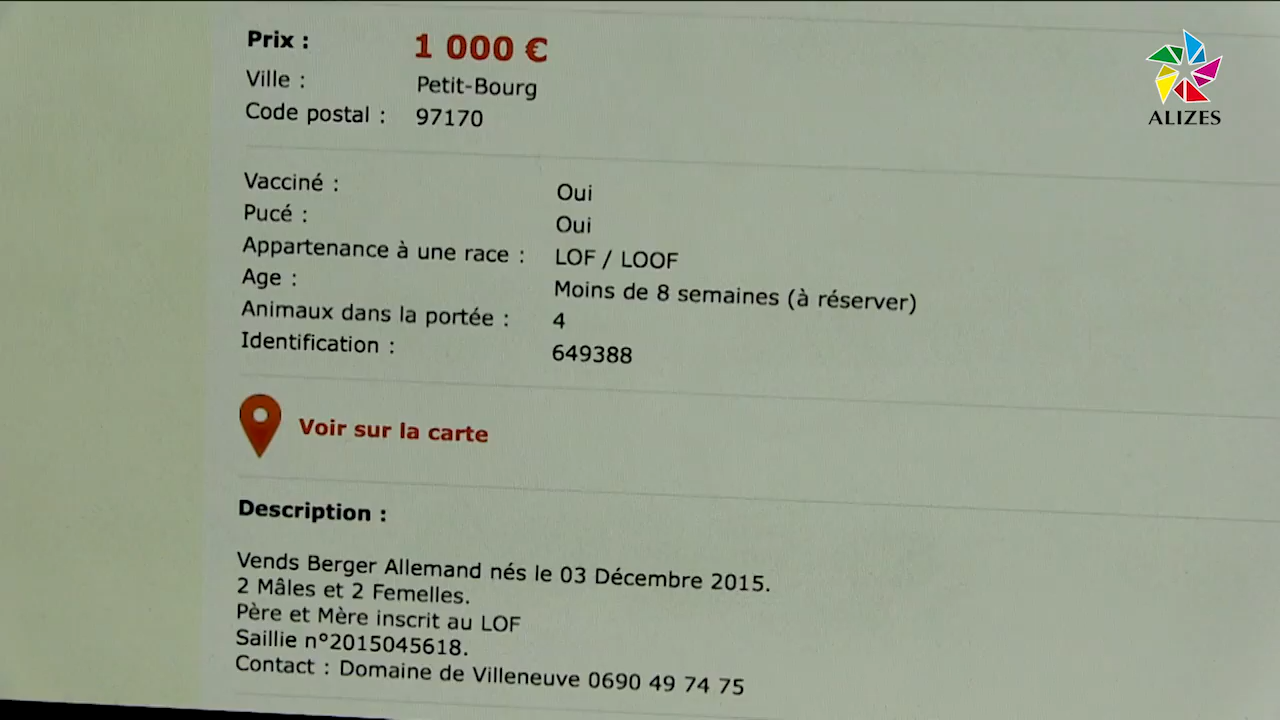 Prix : 1 000 €
Ville : Petit-Bourg
Code postal : 97170
ALIZES
Vacciné : Oui
Pucé : Oui
Appartenance à une race : LOF / LOOF
Age : Moins de 8 semaines (à réserver)
Animaux dans la portée : 4
Identification : 649388
Voir sur la carte
Description :
Vends Berger Allemand nés le 03 Décembre 2015.
2 Mâles et 2 Femelles.
Père et Mère inscrit au LOF
Saillie n°2015045618.
Contact : Domaine de Villeneuve 0690 49 74 75